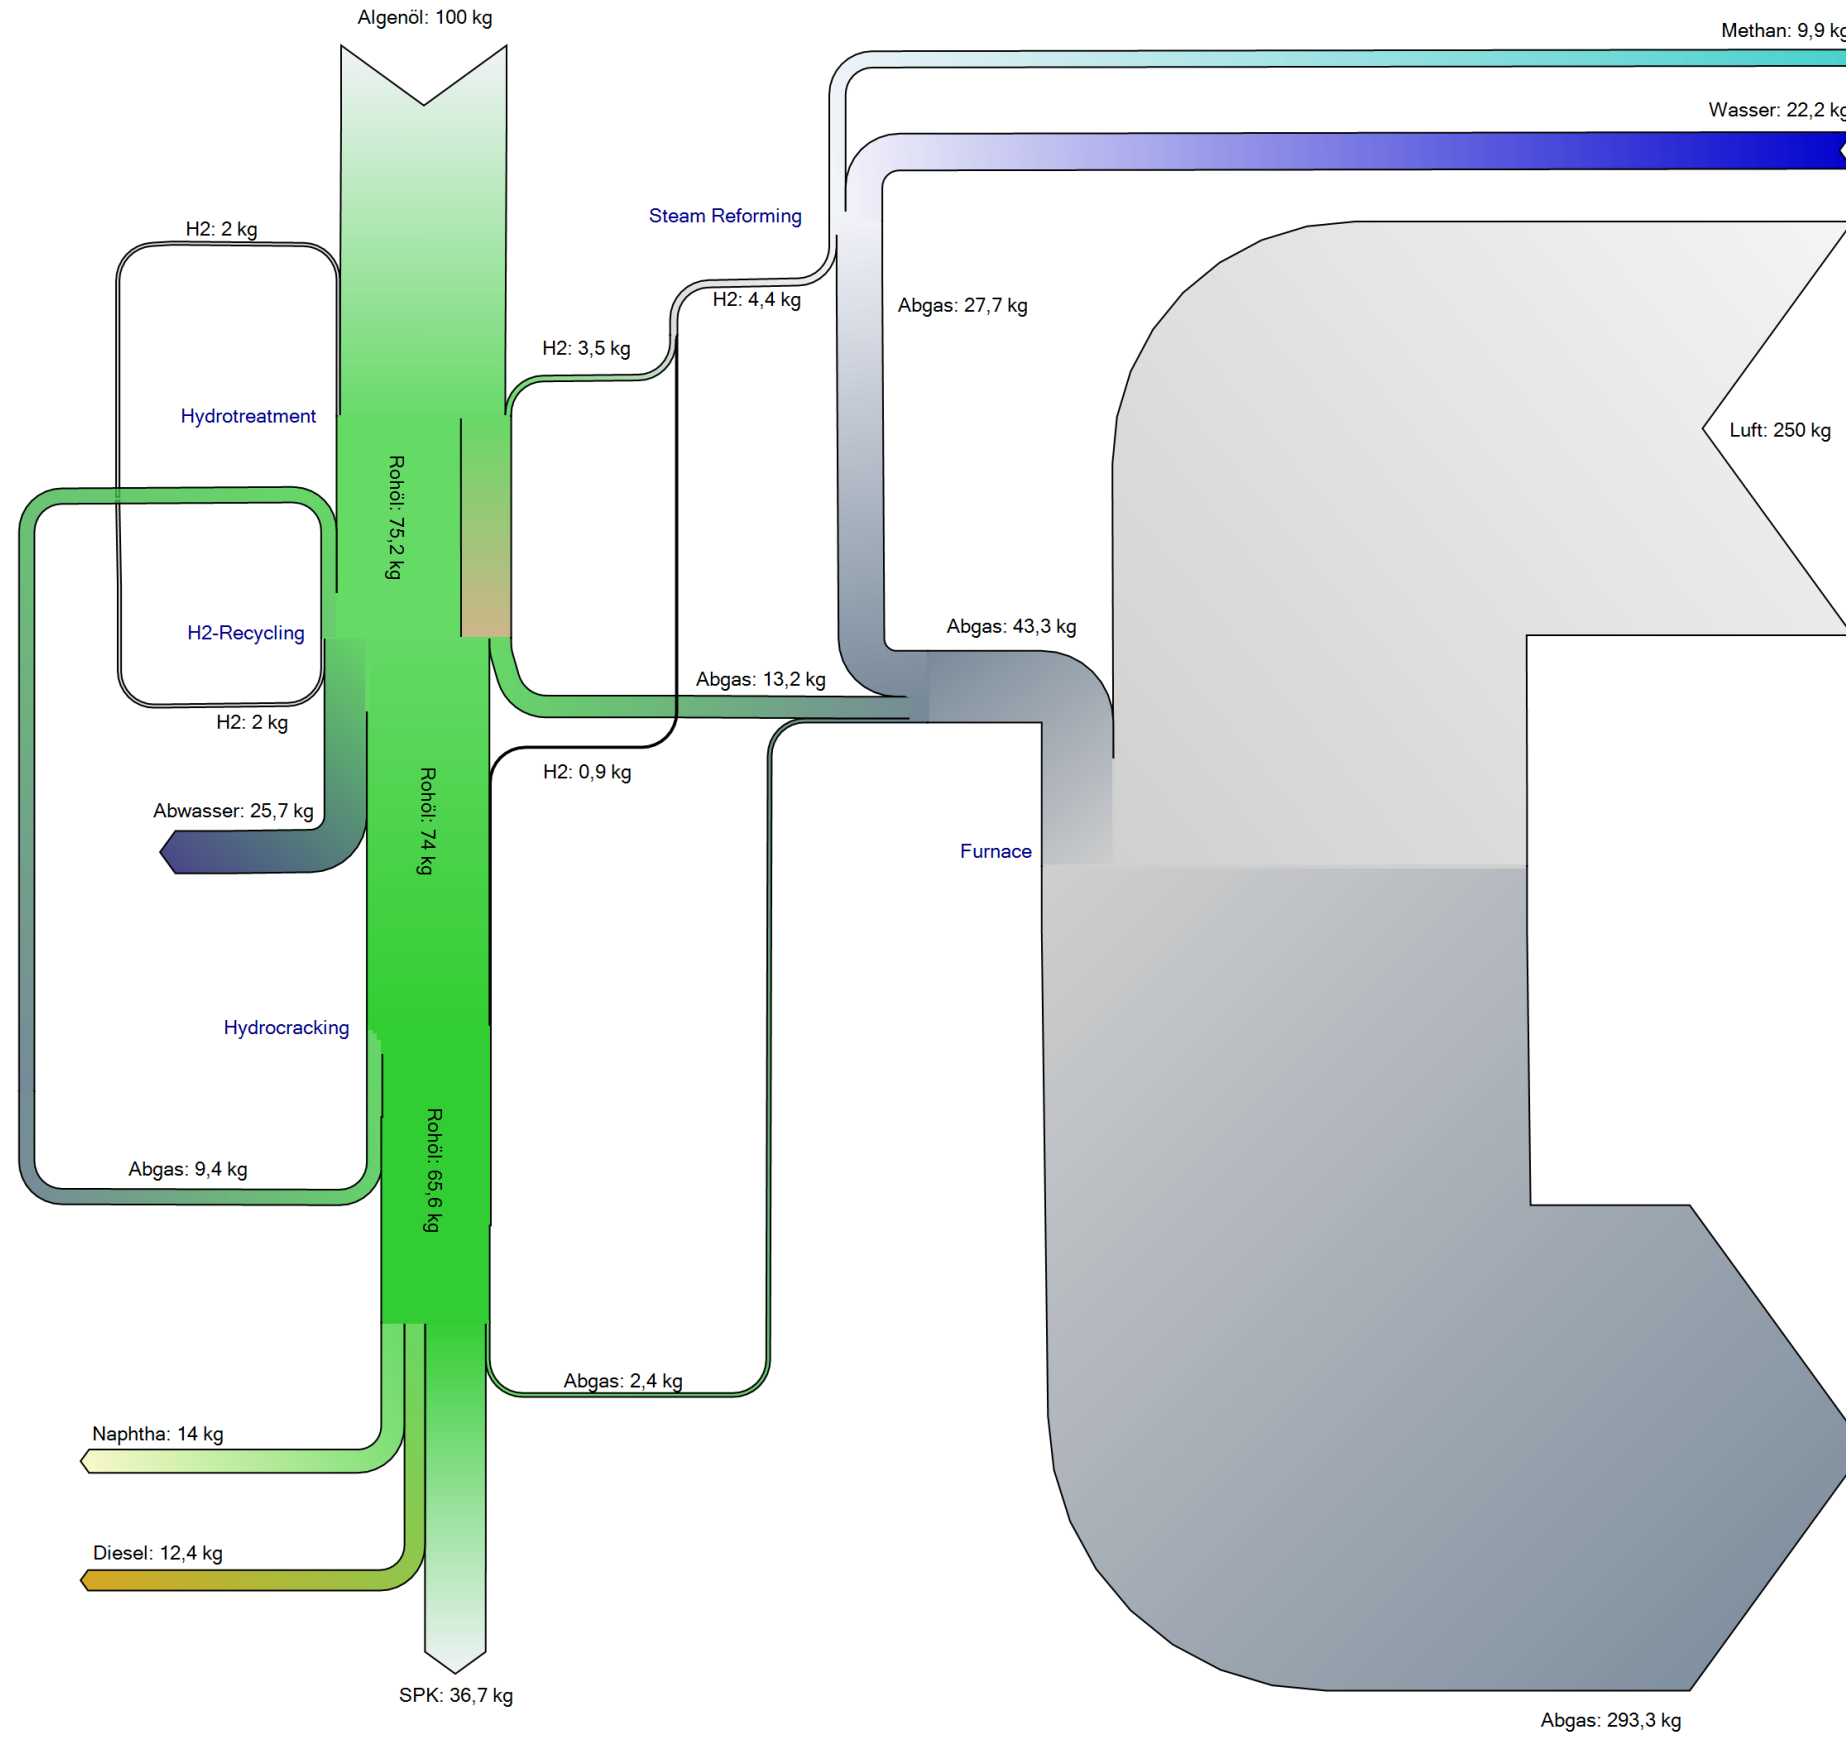 Algenöl: 100 kg
Methan: 9,9 kg
Wasser: 22,2 kg
Steam Reforming
H2: 2 kg
H2: 4,4 kg
Abgas: 27,7 kg
H2: 3,5 kg
Hydrotreatment
Luft: 250 kg
Rohöl: 75,2 kg
Abgas: 43,3 kg
H2-Recycling
Abgas: 13,2 kg
H2: 2 kg
H2: 0,9 kg
Abwasser: 25,7 kg
Rohöl: 74 kg
Furnace
Hydrocracking
Abgas: 9,4 kg
Rohöl: 65,6 kg
Abgas: 2,4 kg
Naphtha: 14 kg
Diesel: 12,4 kg
SPK: 36,7 kg
Abgas: 293,3 kg